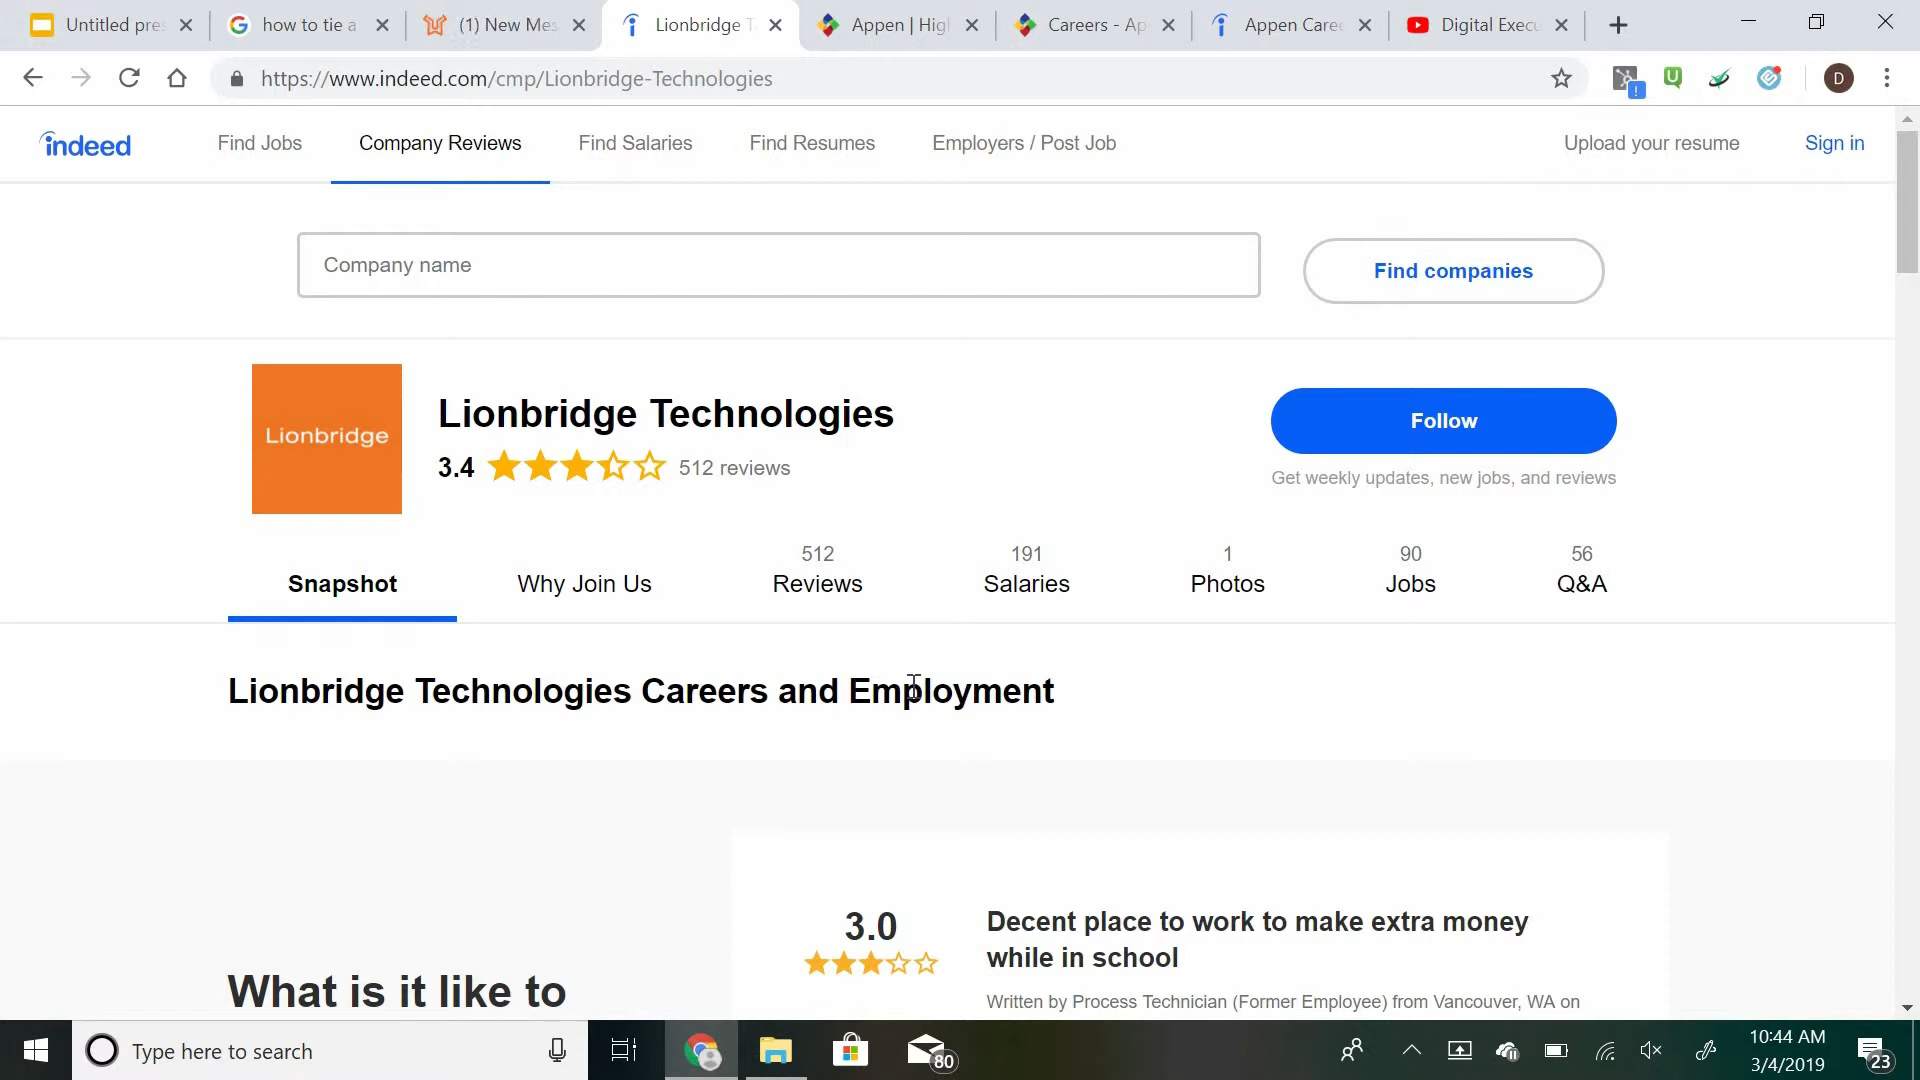 Untitled pre
how to tie a
(1) New Mes
Lionbridge T
Appen | High
Careers - Ap
Appen Caree
Digital Execu
https://www.indeed.com/cmp/Lionbridge-Technologies
D
indeed
Find Jobs
Company Reviews
Find Salaries
Find Resumes
Employers / Post Job
Upload your resume
Sign in
Company name
Find companies
Lionbridge
Lionbridge Technologies
3.4
512 reviews
Follow
Get weekly updates, new jobs, and reviews
Snapshot
Why Join Us
512
Reviews
191
Salaries
1
Photos
90
Jobs
56
Q&A
Lionbridge Technologies Careers and Employment
What is it like to
3.0
Decent place to work to make extra money
while in school
Written by Process Technician (Former Employee) from Vancouver, WA on
Type here to search
80
10:44 AM
3/4/2019
23